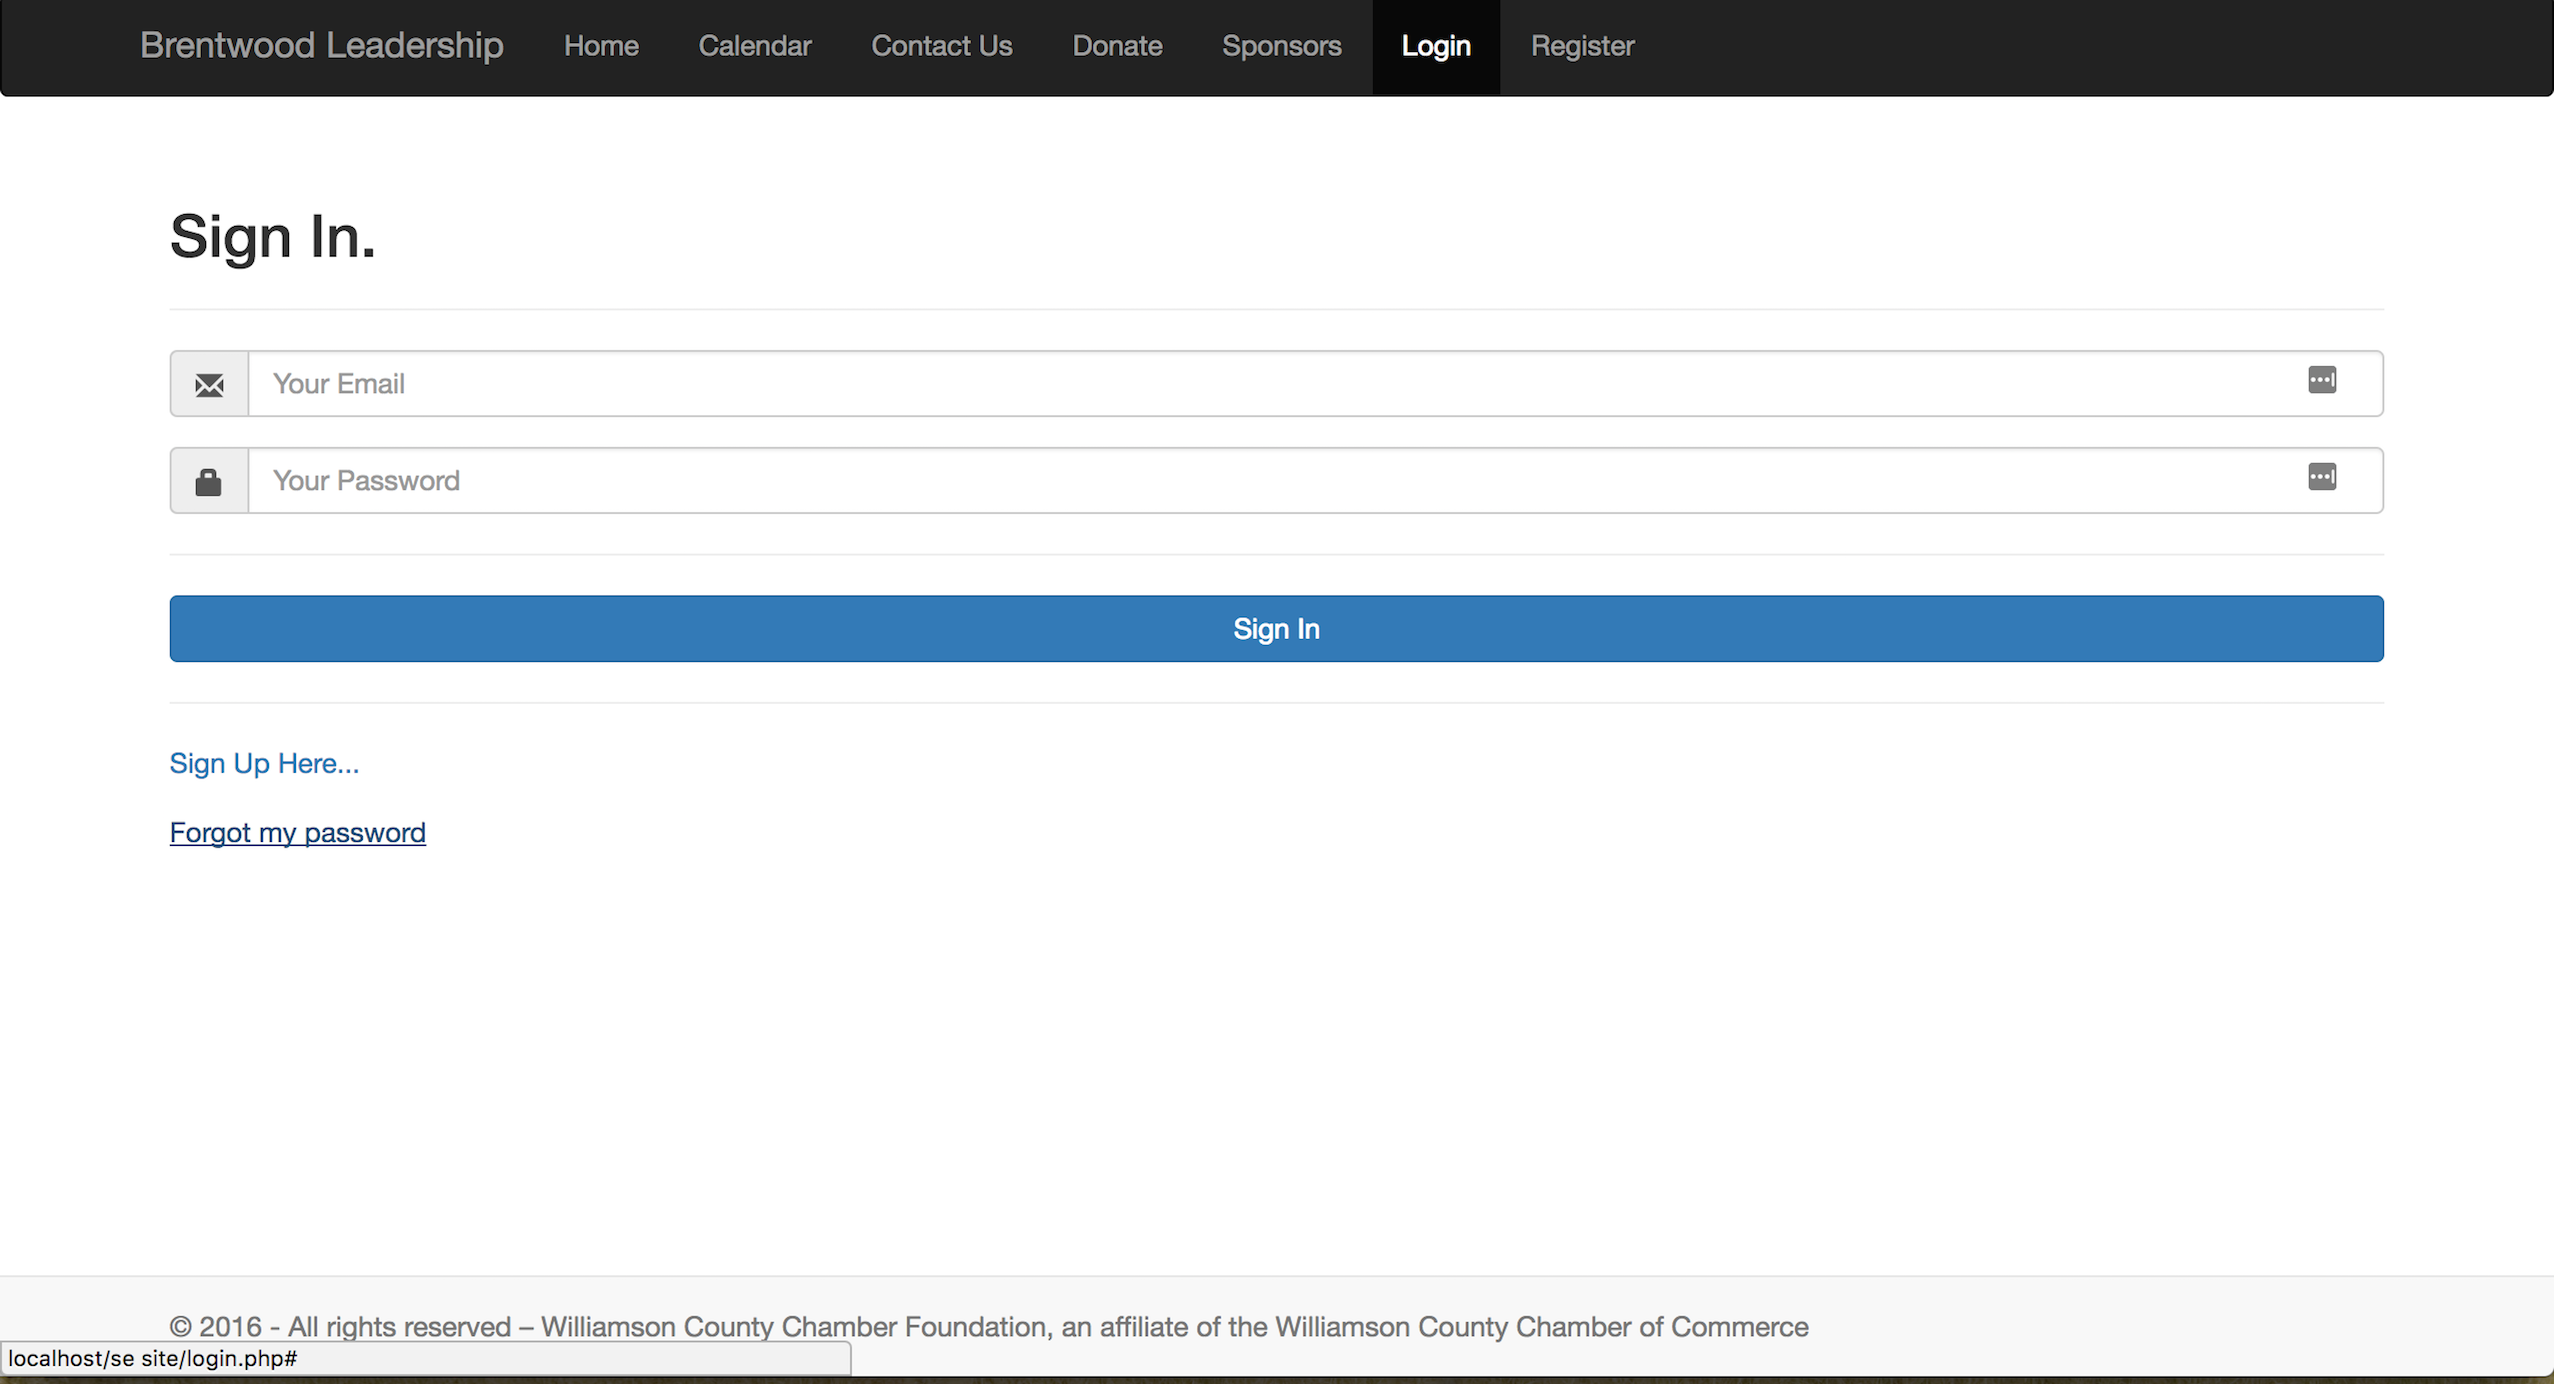 Brentwood Leadership Home Calendar Contact Us Donate Sponsors Login Register
Sign In.
Your Email
Your Password
Sign In
Sign Up Here...
Forgot my password
© 2016 - All rights reserved – Williamson County Chamber Foundation, an affiliate of the Williamson County Chamber of Commerce
localhost/se site/login.php#